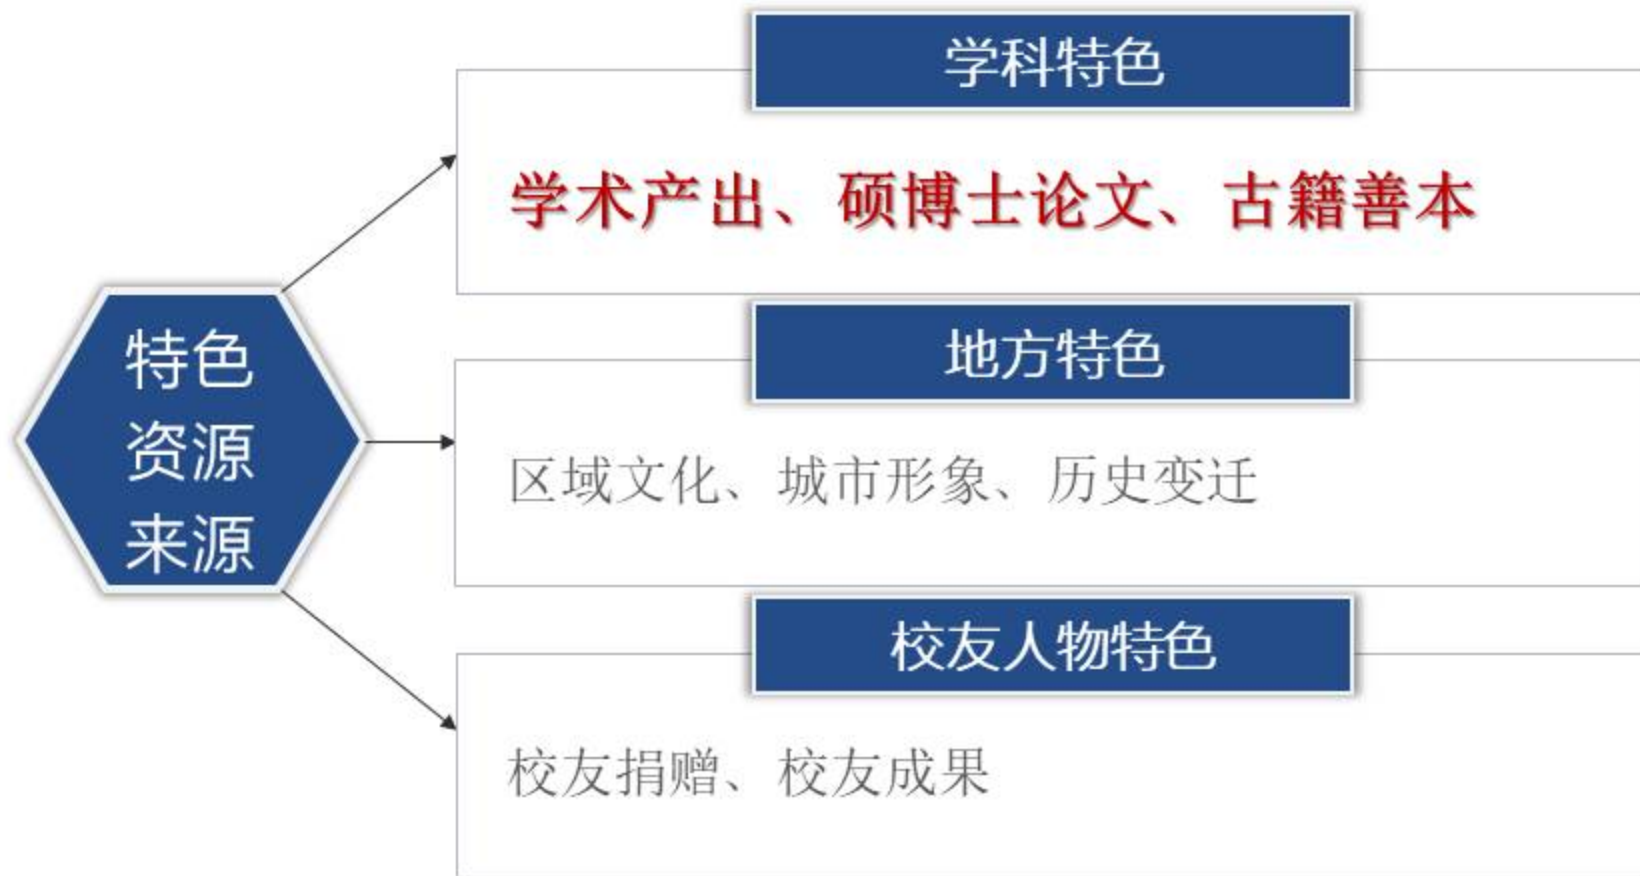 特色
资源
来源
学科特色
学术产出、硕博士论文、古籍善本
地方特色
区域文化、城市形象、历史变迁
校友人物特色
校友捐赠、校友成果